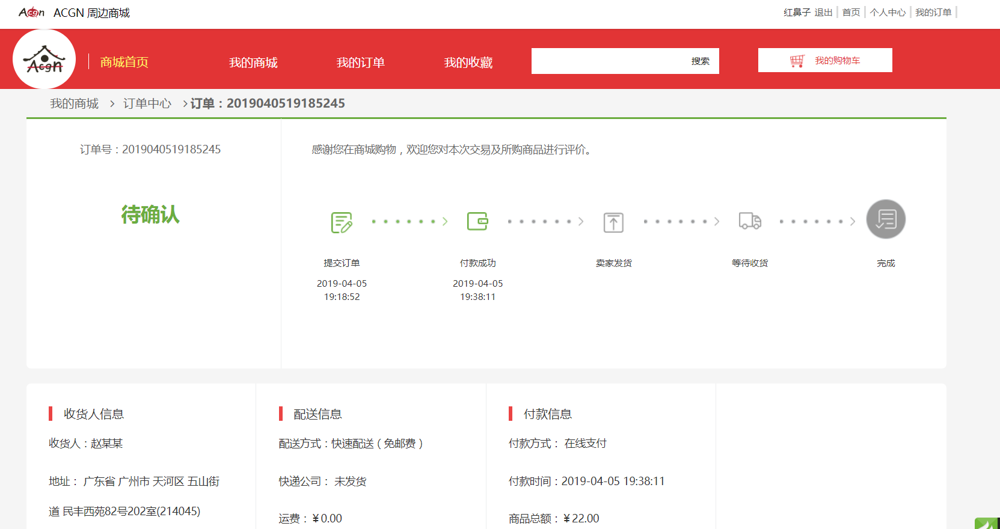 Acgn ACGN 周边商城
红鼻子 退出 首页 个人中心 我的订单
Acgn
商城首页 我的商城 我的订单 我的收藏 搜索 我的购物车
我的商城 > 订单中心 > 订单：2019040519185245
订单号：2019040519185245
待确认
感谢您在商城购物，欢迎您对本次交易及所购商品进行评价。
提交订单 付款成功 卖家发货 等待收货 完成
2019-04-05 2019-04-05
19:18:52 19:38:11
收货人信息
收货人：赵某某
地址： 广东省 广州市 天河区 五山街
道 民丰西苑82号202室(214045)
配送信息
配送方式：快速配送（免邮费）
快递公司： 未发货
运费：￥0.00
付款信息
付款方式： 在线支付
付款时间：2019-04-05 19:38:11
商品总额：￥22.00